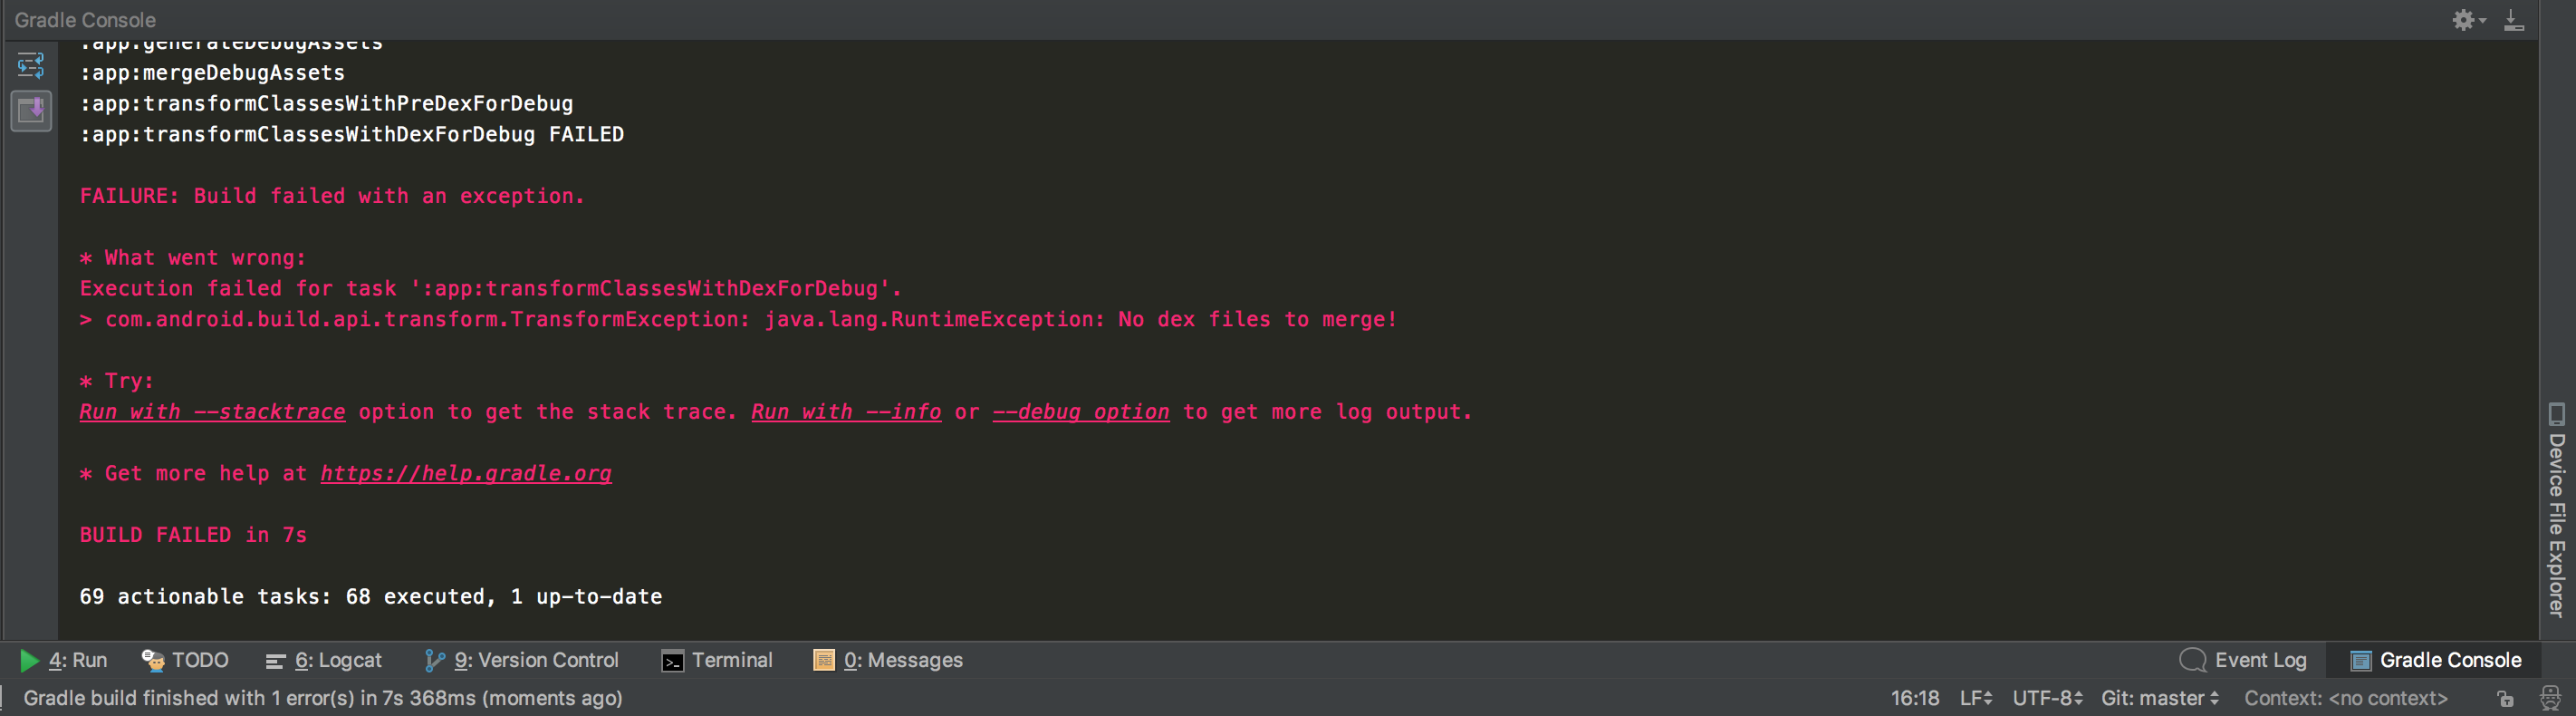 Gradle Console
:app:generateDebugAssets
:app:mergeDebugAssets
:app:transformClassesWithPreDexForDebug
:app:transformClassesWithDexForDebug FAILED
FAILURE: Build failed with an exception.
* What went wrong:
Execution failed for task ':app:transformClassesWithDexForDebug'.
> com.android.build.api.transform.TransformException: java.lang.RuntimeException: No dex files to merge!
* Try:
Run with --stacktrace option to get the stack trace. Run with --info or --debug option to get more log output.
* Get more help at https://help.gradle.org
BUILD FAILED in 7s
69 actionable tasks: 68 executed, 1 up-to-date
Device File Explorer
4: Run TODO 6: Logcat 9: Version Control Terminal 0: Messages Event Log Gradle Console
Gradle build finished with 1 error(s) in 7s 368ms (moments ago) 16:18 LF UTF-8 Git: master Context: <no context>